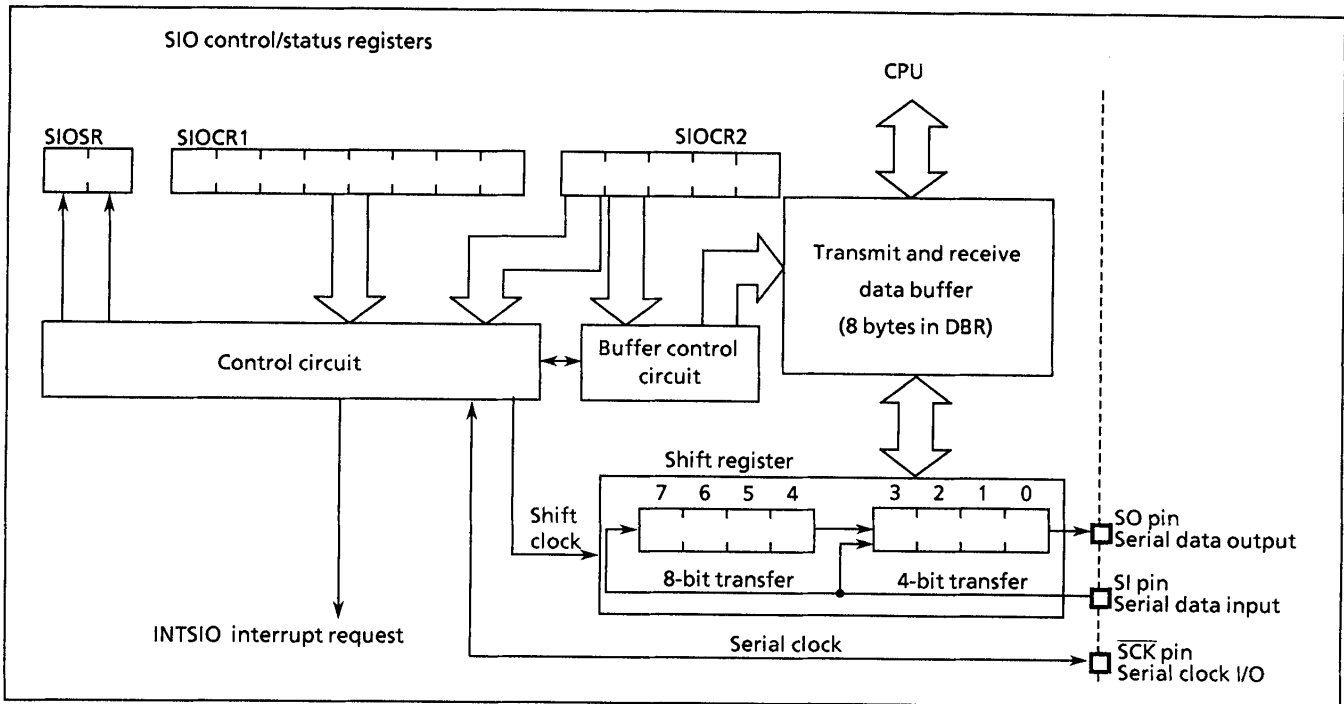 SIO control/status registers
CPU
SIOSR
SIOCR1
SIOCR2
Transmit and receive
data buffer
(8 bytes in DBR)
Control circuit
Buffer control
circuit
Shift register
7 6 5 4 3 2 1 0
Shift
clock
8-bit transfer
4-bit transfer
SO pin
Serial data output
SI pin
Serial data input
INTSIO interrupt request
Serial clock
S̅C̅K̅ pin
Serial clock I/O